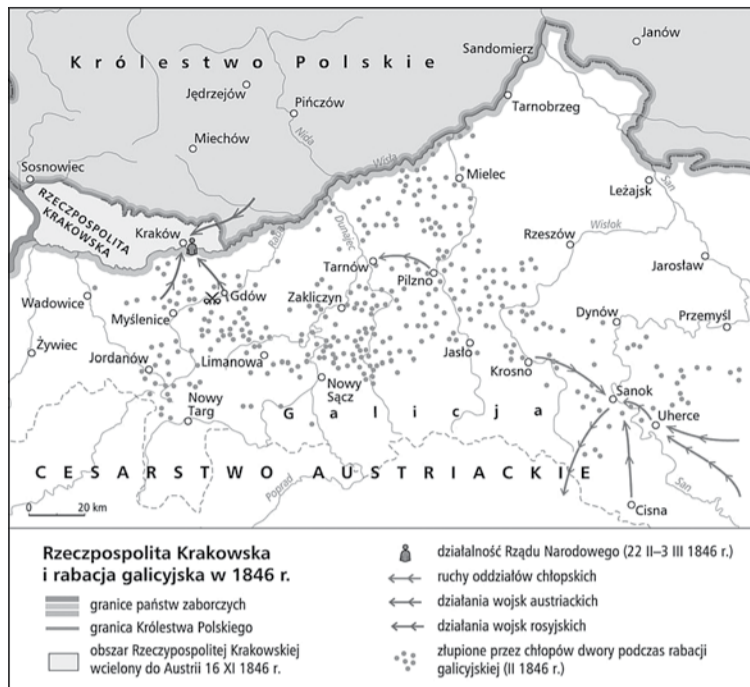 Janów
Sandomierz
Królestwo Polskie
Jędrzejów
Pińczów
Tarnobrzeg
Nida
Miechów
Wisła
Sosnowiec
Mielec
San
Leżajsk
RZECZPOSPOLITA
KRAKOWSKA
Kraków
Raba
Dunajec
Wisłok
Rzeszów
Tarnów
Pilzno
Jarosław
Wadowice
Gdów
Zakliczyn
Myślenice
Dynów
Przemyśl
Żywiec
Jordanów
Limanowa
Jasło
Krosno
Nowy
Sącz
Sanok
Nowy
Targ
Galicja
Uherce
CESARSTWO AUSTRIACKIE
Poprad
San
0 20 km
Cisna
Rzeczpospolita Krakowska
i rabacja galicyjska w 1846 r.
granice państw zaborczych
granica Królestwa Polskiego
obszar Rzeczypospolitej Krakowskiej
wcielony do Austrii 16 XI 1846 r.
działalność Rządu Narodowego (22 II–3 III 1846 r.)
ruchy oddziałów chłopskich
działania wojsk austriackich
działania wojsk rosyjskich
złupione przez chłopów dwory podczas rabacji
galicyjskiej (II 1846 r.)